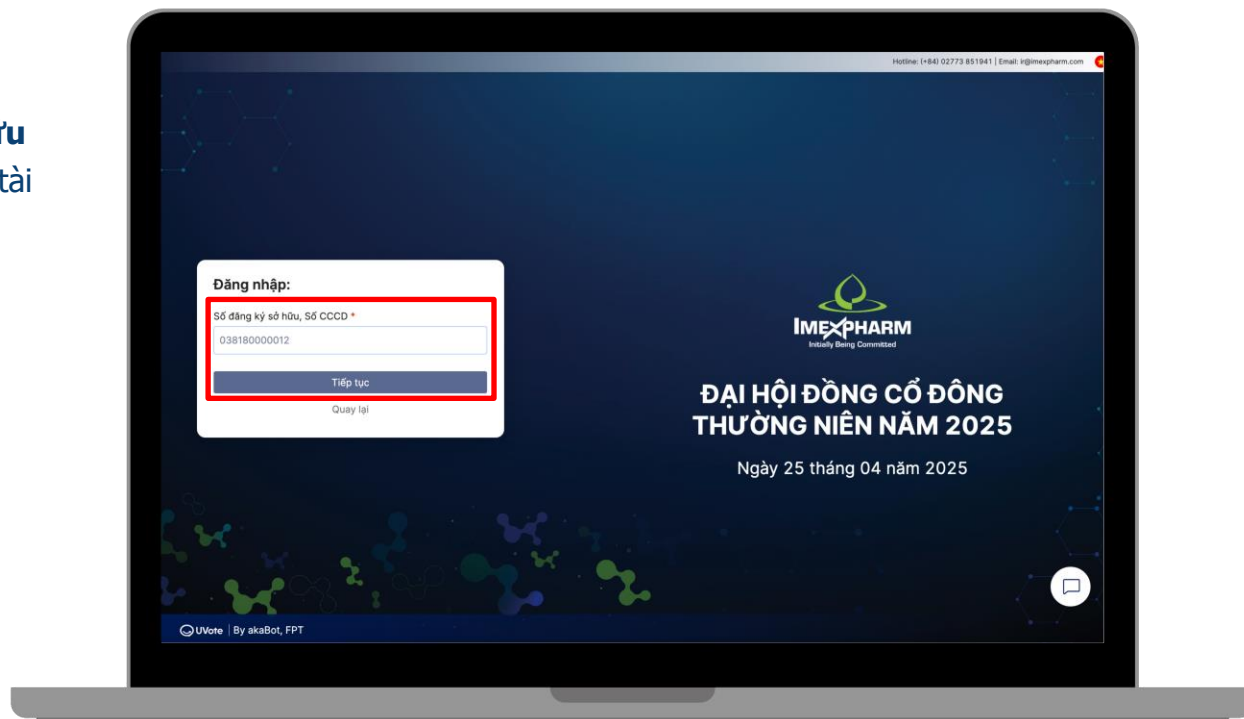 Hotline: (+84) 02773 851941 | Email: ir@imexpharm.com
tài
Đăng nhập:
Số đăng ký sở hữu, Số CCCD *
038180000012
Tiếp tục
Quay lại
IMEXPHARM
Initially Being Committed
ĐẠI HỘI ĐỒNG CỔ ĐÔNG
THƯỜNG NIÊN NĂM 2025
Ngày 25 tháng 04 năm 2025
UVote | By akaBot, FPT